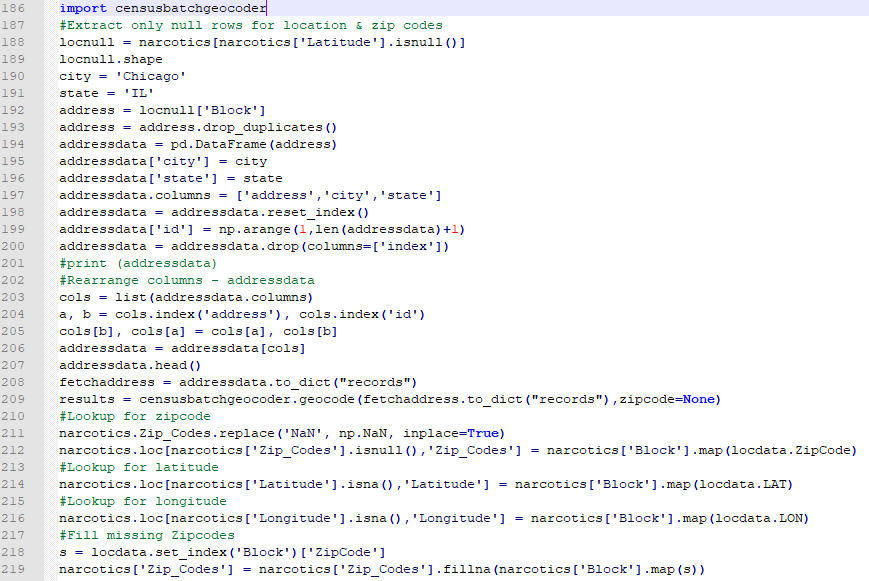 186 import censusbatchgeocoder
187 #Extract only null rows for location & zip codes
188 locnull = narcotics[narcotics['Latitude'].isnull()]
189 locnull.shape
190 city = 'Chicago'
191 state = 'IL'
192 address = locnull['Block']
193 address = address.drop_duplicates()
194 addressdata = pd.DataFrame(address)
195 addressdata['city'] = city
196 addressdata['state'] = state
197 addressdata.columns = ['address','city','state']
198 addressdata = addressdata.reset_index()
199 addressdata['id'] = np.arange(1,len(addressdata)+1)
200 addressdata = addressdata.drop(columns=['index'])
201 #print (addressdata)
202 #Rearrange columns - addressdata
203 cols = list(addressdata.columns)
204 a, b = cols.index('address'), cols.index('id')
205 cols[b], cols[a] = cols[a], cols[b]
206 addressdata = addressdata[cols]
207 addressdata.head()
208 fetchaddress = addressdata.to_dict("records")
209 results = censusbatchgeocoder.geocode(fetchaddress.to_dict("records"),zipcode=None)
210 #Lookup for zipcode
211 narcotics.Zip_Codes.replace('NaN', np.NaN, inplace=True)
212 narcotics.loc[narcotics['Zip_Codes'].isnull(),'Zip_Codes'] = narcotics['Block'].map(locdata.ZipCode)
213 #Lookup for latitude
214 narcotics.loc[narcotics['Latitude'].isna(),'Latitude'] = narcotics['Block'].map(locdata.LAT)
215 #Lookup for longitude
216 narcotics.loc[narcotics['Longitude'].isna(),'Longitude'] = narcotics['Block'].map(locdata.LON)
217 #Fill missing Zipcodes
218 s = locdata.set_index('Block')['ZipCode']
219 narcotics['Zip_Codes'] = narcotics['Zip_Codes'].fillna(narcotics['Block'].map(s))